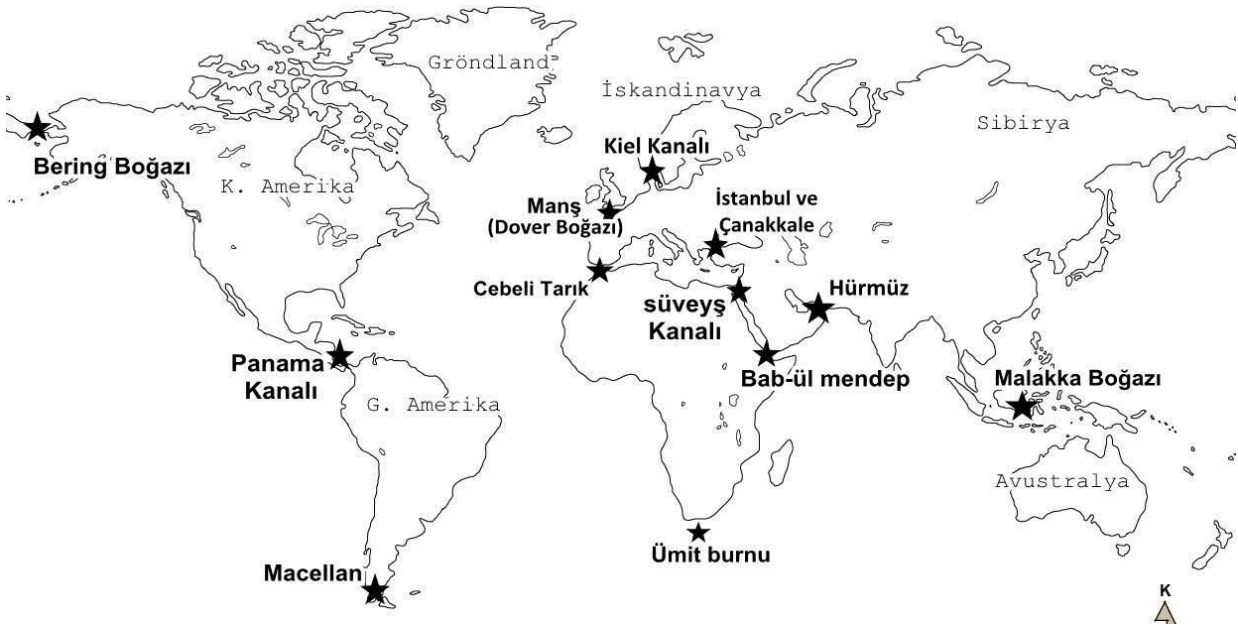 Gröndland
İskandinavya
Sibirya
Kiel Kanalı
Bering Boğazı
K. Amerika
Manş
(Dover Boğazı)
İstanbul ve
Çanakkale
Cebeli Tarık
süveyş
Kanalı
Hürmüz
Panama
Kanalı
Bab-ül mendep
Malakka Boğazı
G. Amerika
Avustralya
Ümit burnu
Macellan
K